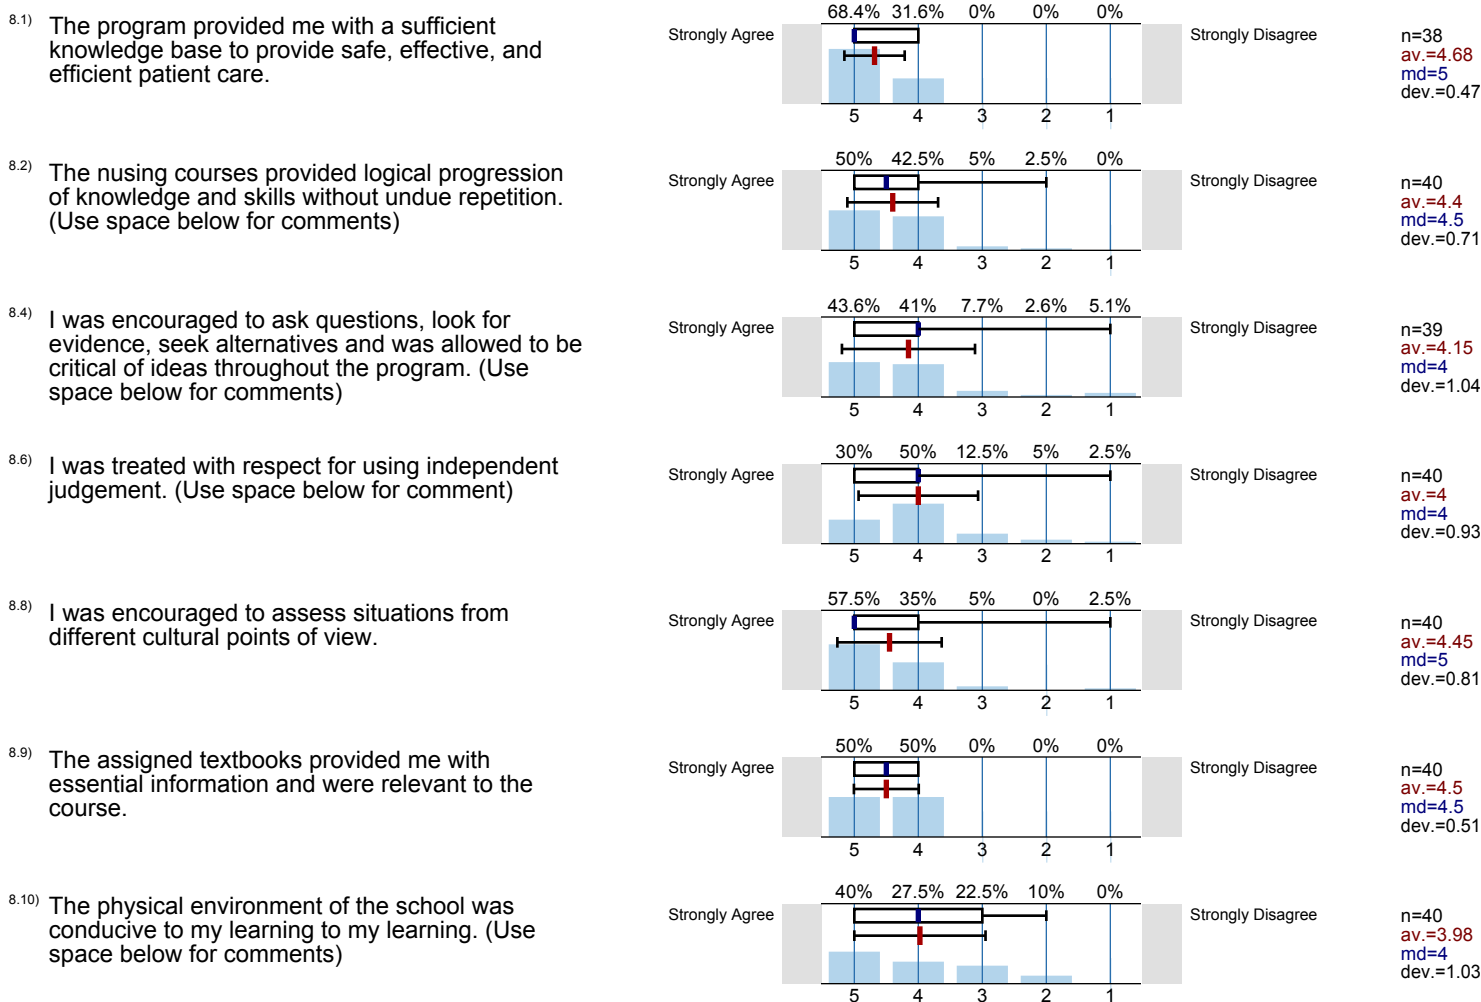 8.1) The program provided me with a sufficient
knowledge base to provide safe, effective, and
efficient patient care.
68.4% 31.6% 0% 0% 0%
Strongly Agree
Strongly Disagree
5 4 3 2 1
n=38
av.=4.68
md=5
dev.=0.47
8.2) The nusing courses provided logical progression
of knowledge and skills without undue repetition.
(Use space below for comments)
50% 42.5% 5% 2.5% 0%
Strongly Agree
Strongly Disagree
5 4 3 2 1
n=40
av.=4.4
md=4.5
dev.=0.71
8.4) I was encouraged to ask questions, look for
evidence, seek alternatives and was allowed to be
critical of ideas throughout the program. (Use
space below for comments)
43.6% 41% 7.7% 2.6% 5.1%
Strongly Agree
Strongly Disagree
5 4 3 2 1
n=39
av.=4.15
md=4
dev.=1.04
8.6) I was treated with respect for using independent
judgement. (Use space below for comment)
30% 50% 12.5% 5% 2.5%
Strongly Agree
Strongly Disagree
5 4 3 2 1
n=40
av.=4
md=4
dev.=0.93
8.8) I was encouraged to assess situations from
different cultural points of view.
57.5% 35% 5% 0% 2.5%
Strongly Agree
Strongly Disagree
5 4 3 2 1
n=40
av.=4.45
md=5
dev.=0.81
8.9) The assigned textbooks provided me with
essential information and were relevant to the
course.
50% 50% 0% 0% 0%
Strongly Agree
Strongly Disagree
5 4 3 2 1
n=40
av.=4.5
md=4.5
dev.=0.51
8.10) The physical environment of the school was
conducive to my learning to my learning. (Use
space below for comments)
40% 27.5% 22.5% 10% 0%
Strongly Agree
Strongly Disagree
5 4 3 2 1
n=40
av.=3.98
md=4
dev.=1.03